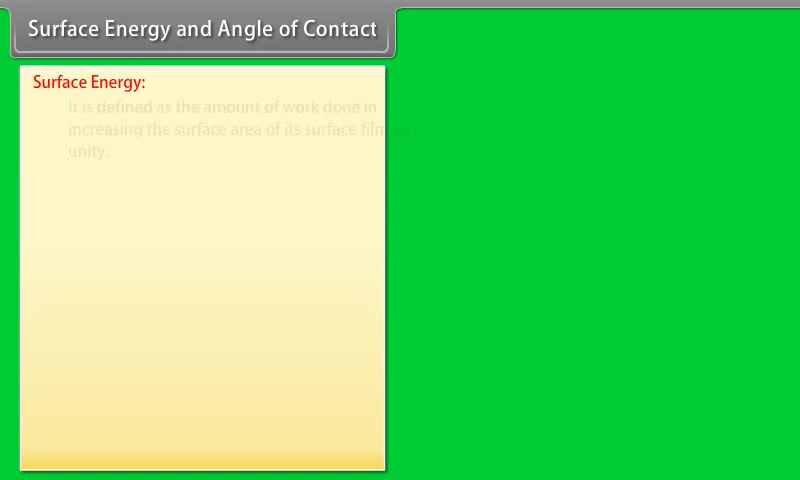 Surface Energy and Angle of Contact
Surface Energy:
It is defined as the amount of work done in
increasing the surface area of its surface film by
unity.